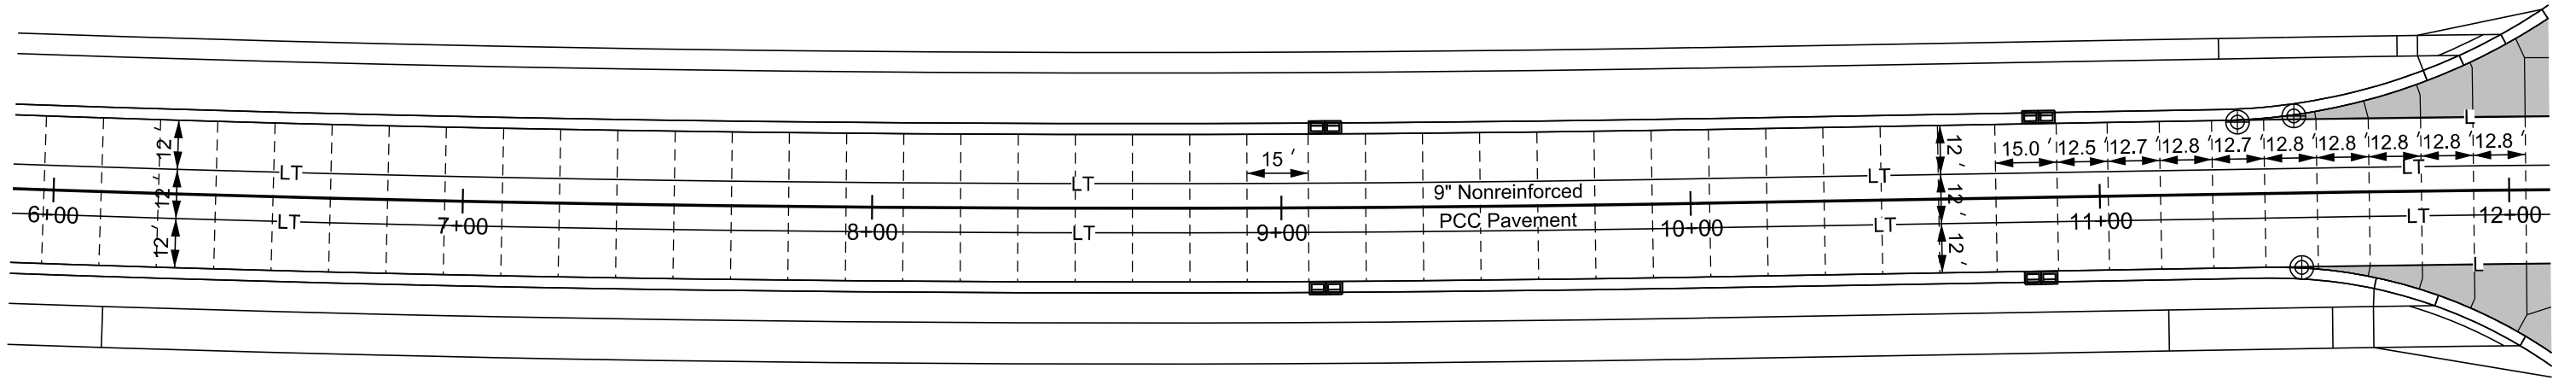 L
12.8 '
12.8 '
12.8 '
12.8 '
12.8 '
12.7 '
12.8 '
12.7 '
12.5 '
15.0 '
12 '
12 '
12 '
15 '
12 '
12 '
12 '
LT
LT
LT
LT
9" Nonreinforced
PCC Pavement
6+00
7+00
8+00
9+00
10+00
11+00
12+00
LT
LT
LT
LT
L